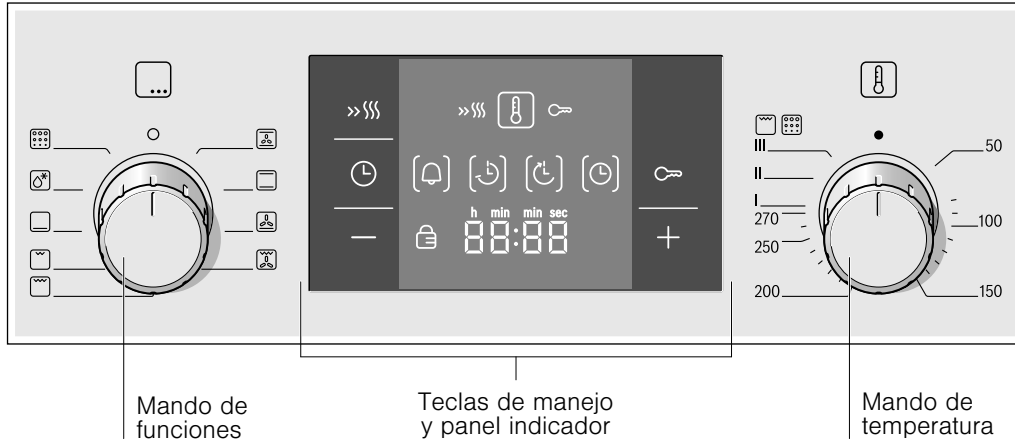 h min min sec
88:88
III
II
I
270
250
200
50
100
150
Mando de
funciones
Teclas de manejo
y panel indicador
Mando de
temperatura